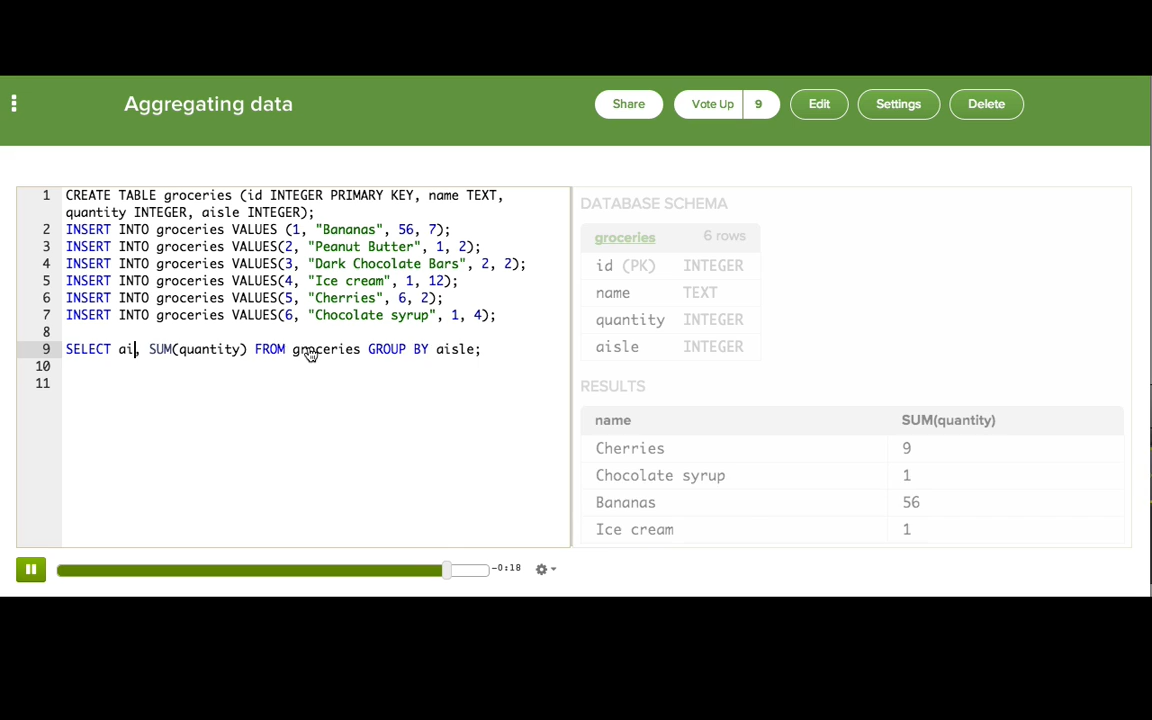 Aggregating data
Share
Vote Up 9
Edit
Settings
Delete
1 CREATE TABLE groceries (id INTEGER PRIMARY KEY, name TEXT,
quantity INTEGER, aisle INTEGER);
2 INSERT INTO groceries VALUES (1, "Bananas", 56, 7);
3 INSERT INTO groceries VALUES(2, "Peanut Butter", 1, 2);
4 INSERT INTO groceries VALUES(3, "Dark Chocolate Bars", 2, 2);
5 INSERT INTO groceries VALUES(4, "Ice cream", 1, 12);
6 INSERT INTO groceries VALUES(5, "Cherries", 6, 2);
7 INSERT INTO groceries VALUES(6, "Chocolate syrup", 1, 4);
8
9 SELECT ai, SUM(quantity) FROM groceries GROUP BY aisle;
10
11
DATABASE SCHEMA
groceries 6 rows
id (PK) INTEGER
name TEXT
quantity INTEGER
aisle INTEGER
RESULTS
name SUM(quantity)
Cherries 9
Chocolate syrup 1
Bananas 56
Ice cream 1
-0:18